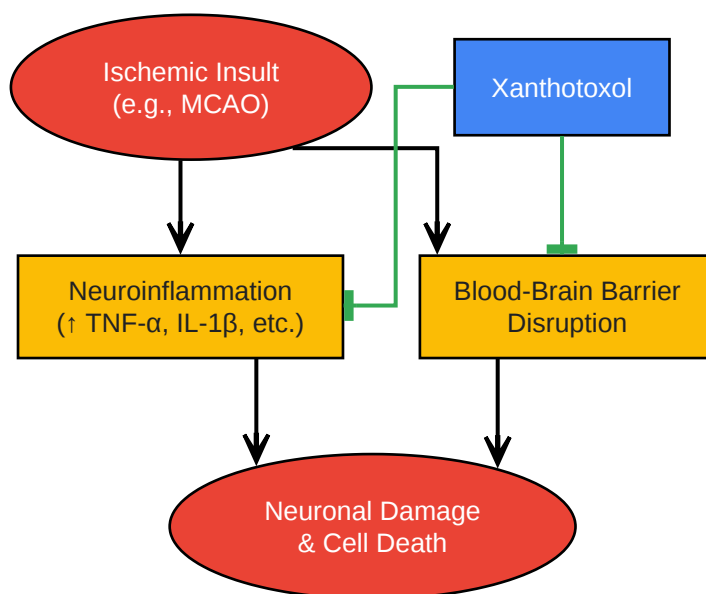 Ischemic Insult
(e.g., MCAO)
Xanthotoxol
Neuroinflammation
(↑ TNF-α, IL-1β, etc.)
Blood-Brain Barrier
Disruption
Neuronal Damage
& Cell Death